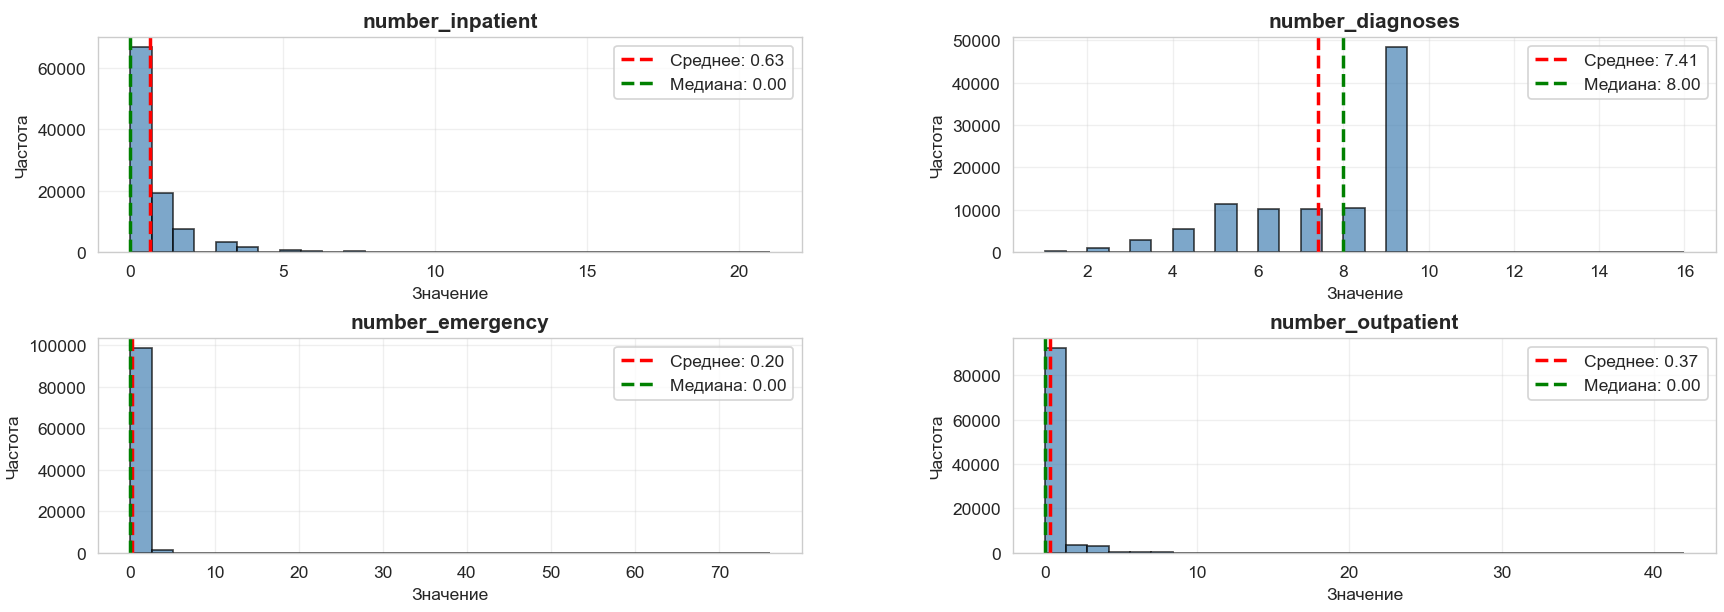 number_inpatient
Частота
60000
40000
20000
0
Среднее: 0.63
Медиана: 0.00
0 5 10 15 20
Значение
number_diagnoses
Частота
50000
40000
30000
20000
10000
0
Среднее: 7.41
Медиана: 8.00
2 4 6 8 10 12 14 16
Значение
number_emergency
Частота
100000
80000
60000
40000
20000
0
Среднее: 0.20
Медиана: 0.00
0 10 20 30 40 50 60 70
Значение
number_outpatient
Частота
80000
60000
40000
20000
0
Среднее: 0.37
Медиана: 0.00
0 10 20 30 40
Значение